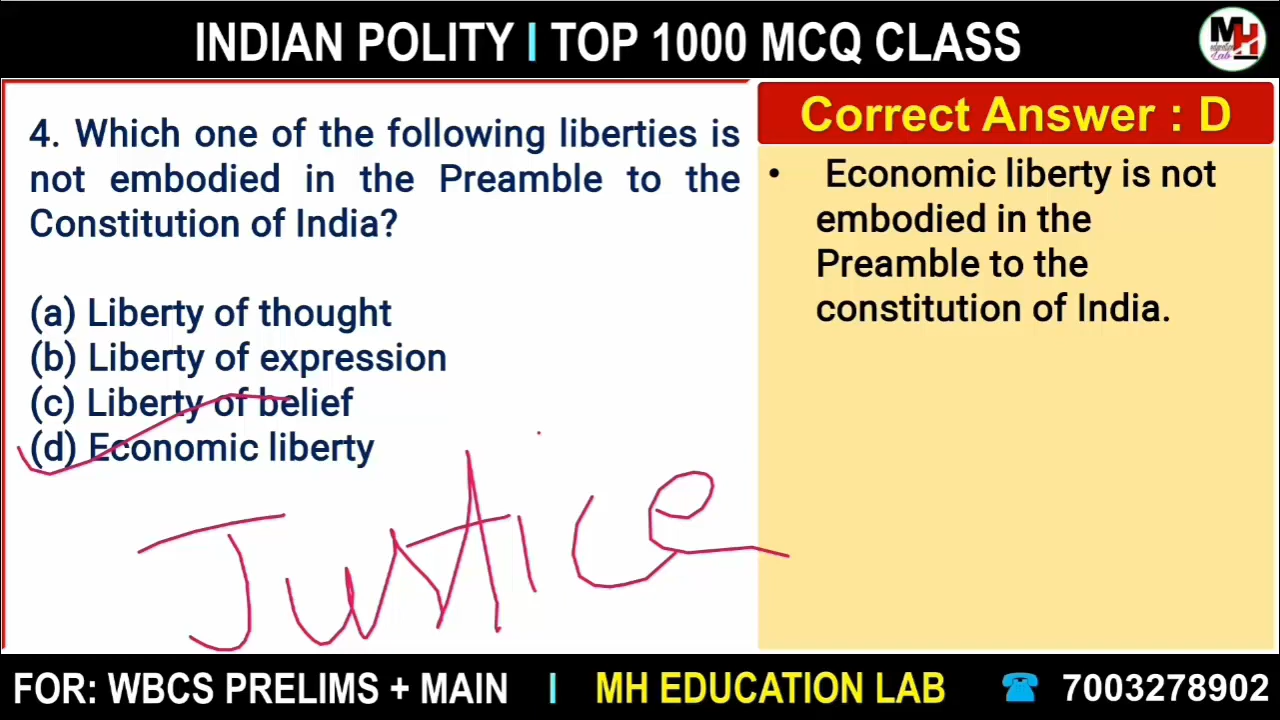 INDIAN POLITY I TOP 1000 MCQ CLASS
MH
education
Lab
4. Which one of the following liberties is
not embodied in the Preamble to the
Constitution of India?
(a) Liberty of thought
(b) Liberty of expression
(c) Liberty of belief
(d) Economic liberty
Justice
Correct Answer : D
• Economic liberty is not
embodied in the
Preamble to the
constitution of India.
FOR: WBCS PRELIMS + MAIN I MH EDUCATION LAB ☎ 7003278902